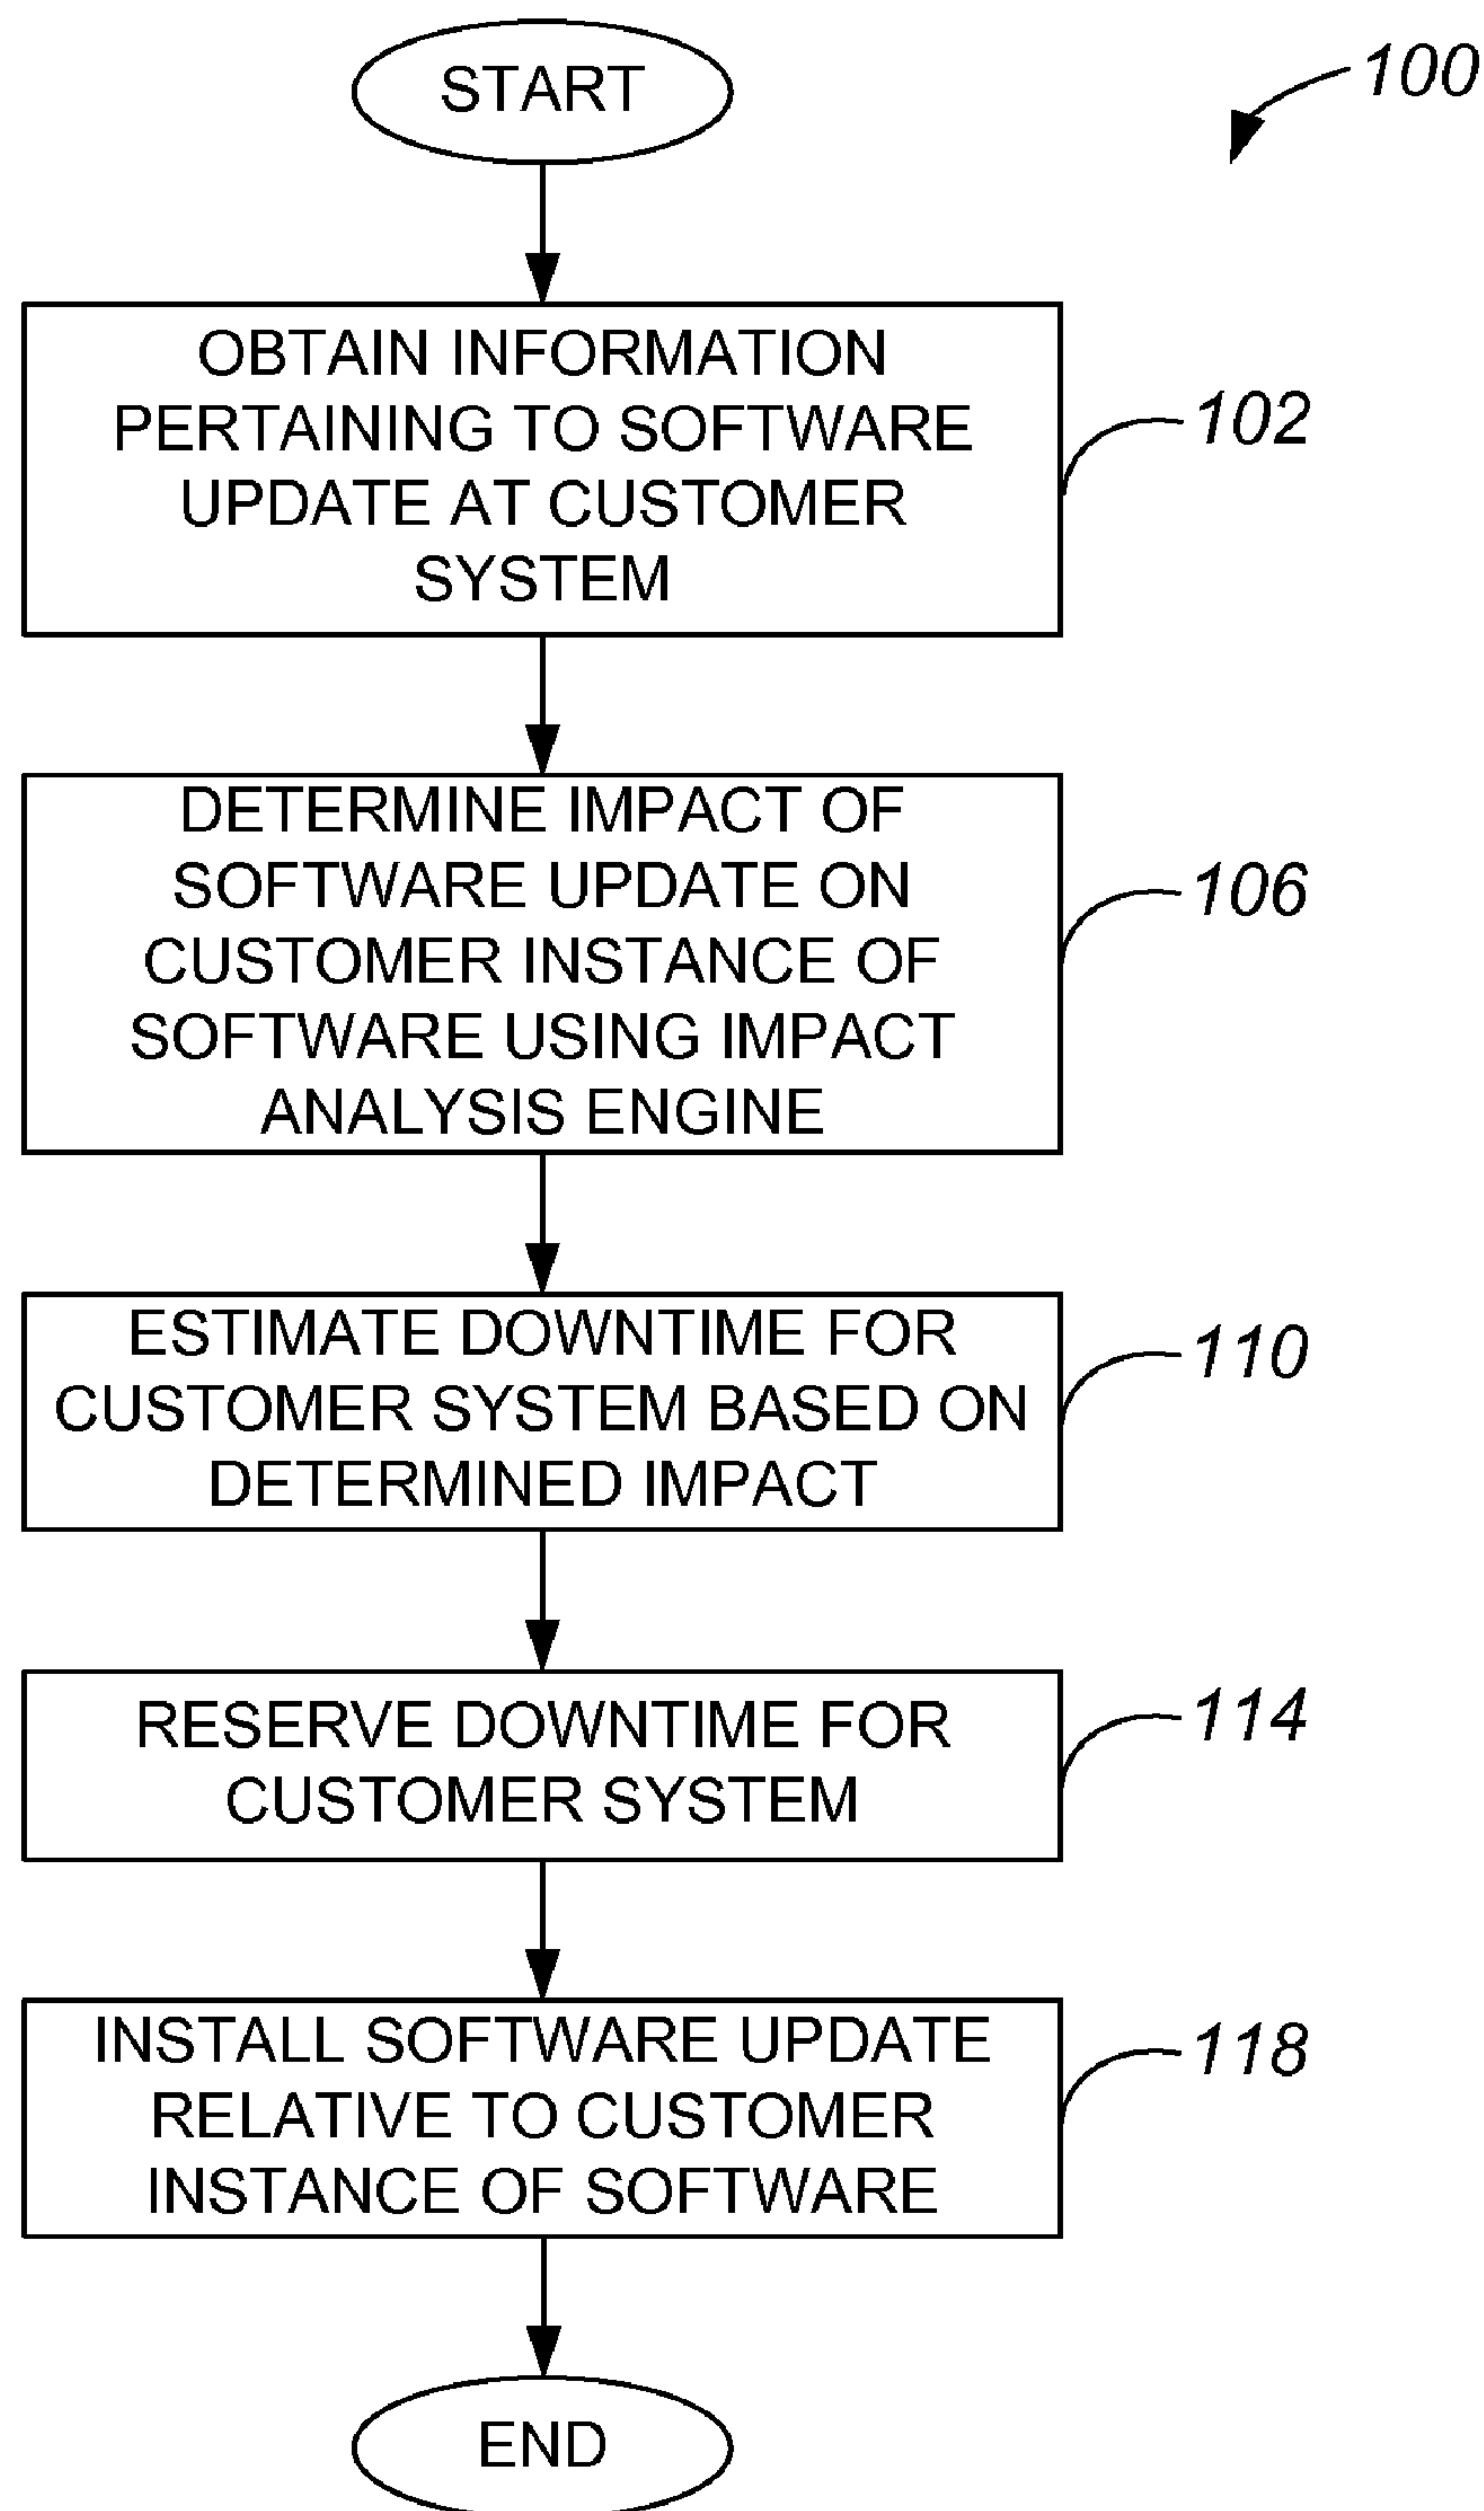 START
100
OBTAIN INFORMATION
PERTAINING TO SOFTWARE
UPDATE AT CUSTOMER
SYSTEM
102
DETERMINE IMPACT OF
SOFTWARE UPDATE ON
CUSTOMER INSTANCE OF
SOFTWARE USING IMPACT
ANALYSIS ENGINE
106
ESTIMATE DOWNTIME FOR
CUSTOMER SYSTEM BASED ON
DETERMINED IMPACT
110
RESERVE DOWNTIME FOR
CUSTOMER SYSTEM
114
INSTALL SOFTWARE UPDATE
RELATIVE TO CUSTOMER
INSTANCE OF SOFTWARE
118
END